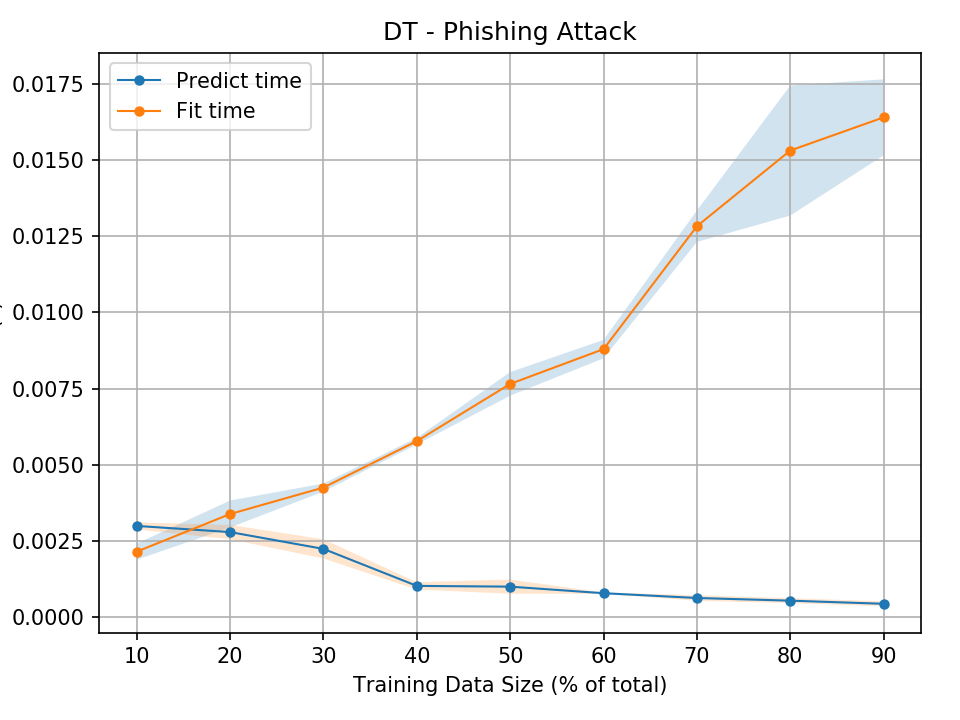 DT - Phishing Attack
Predict time
Fit time
0.0175
0.0150
0.0125
0.0100
0.0075
0.0050
0.0025
0.0000
10 20 30 40 50 60 70 80 90
Training Data Size (% of total)